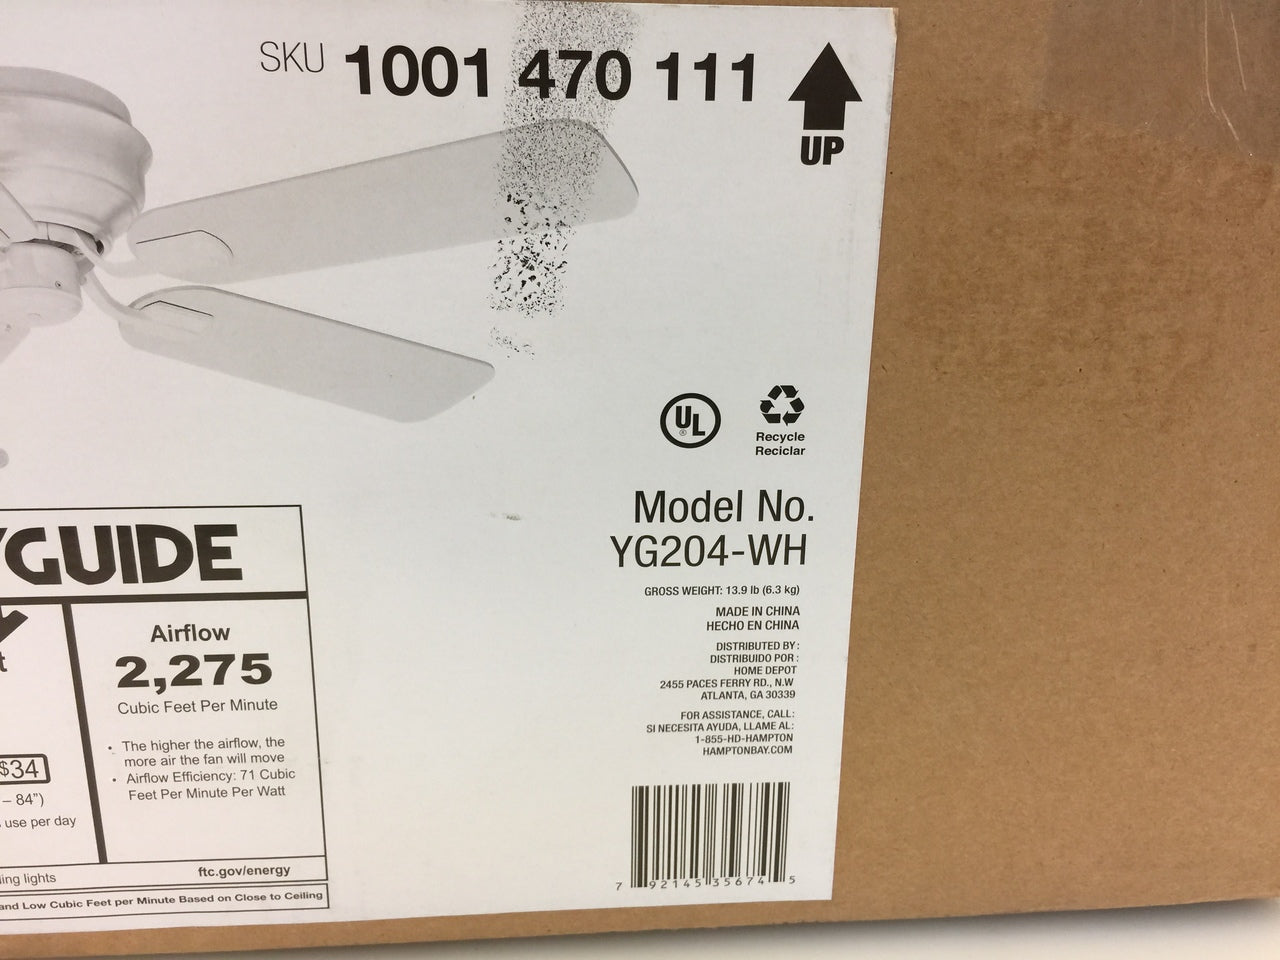 SKU 1001 470 111
UP
UL
®
Recycle
Reciclar
Model No.
YG204-WH
GROSS WEIGHT: 13.9 lb (6.3 kg)
MADE IN CHINA
HECHO EN CHINA
DISTRIBUTED BY:
DISTRIBUIDO POR :
HOME DEPOT
2455 PACES FERRY RD., N.W
ATLANTA, GA 30339
FOR ASSISTANCE, CALL:
SI NECESITA AYUDA, LLAME AL:
1-855-HD-HAMPTON
HAMPTONBAY.COM
7 92145 35674 5
YGUIDE
Airflow
2,275
Cubic Feet Per Minute
• The higher the airflow, the
more air the fan will move
• Airflow Efficiency: 71 Cubic
Feet Per Minute Per Watt
t
$34
– 84")
use per day
ing lights
ftc.gov/energy
and Low Cubic Feet per Minute Based on Close to Ceiling